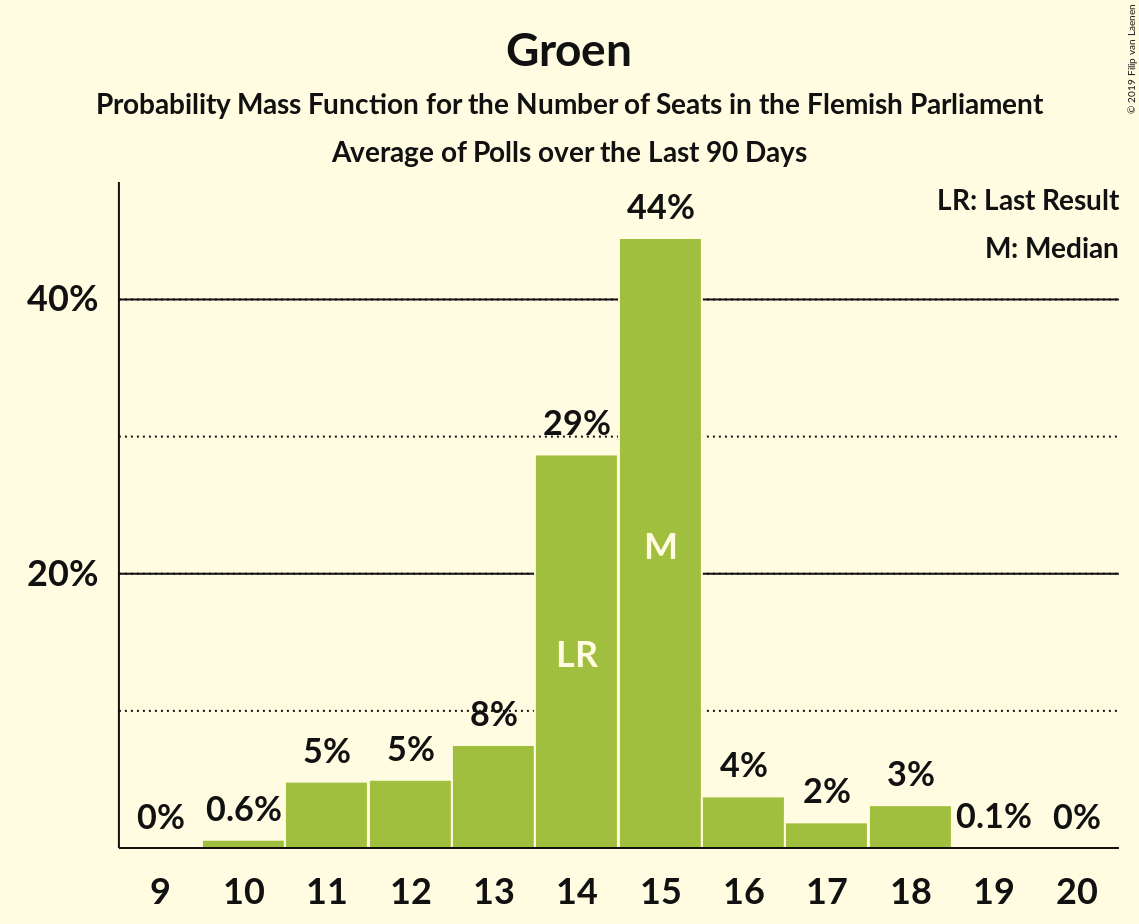 Groen
Probability Mass Function for the Number of Seats in the Flemish Parliament
Average of Polls over the Last 90 Days
© 2019 Filip van Laenen
LR: Last Result
M: Median
44%
40%
29%
M
20%
LR
8%
5%
5%
4%
3%
2%
0%
0.6%
0.1%
0%
9 10 11 12 13 14 15 16 17 18 19 20